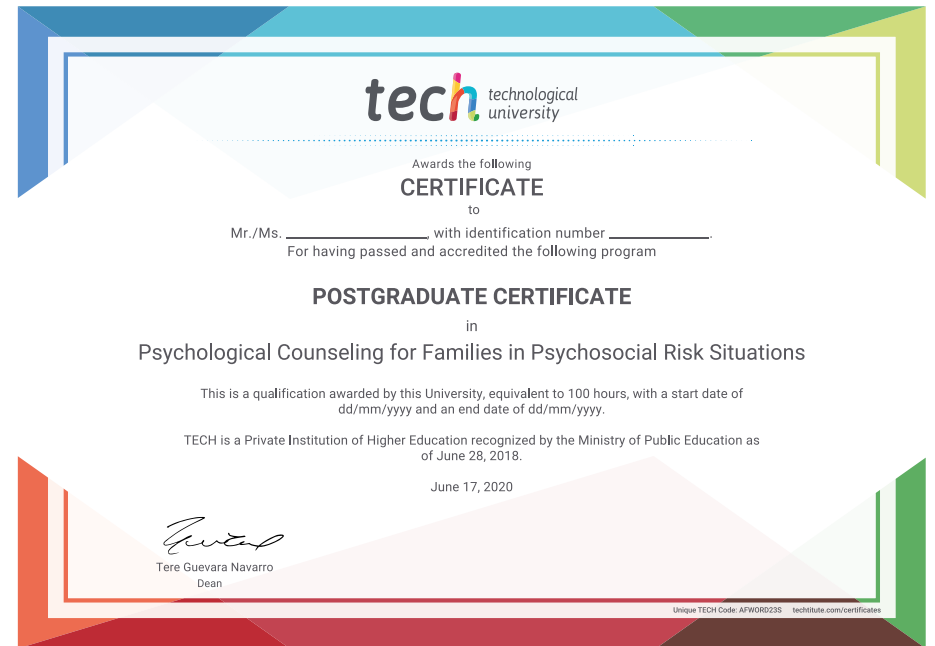 tech technological
university
Awards the following
CERTIFICATE
to
Mr./Ms. ____________________, with identification number ______________.
For having passed and accredited the following program
POSTGRADUATE CERTIFICATE
in
Psychological Counseling for Families in Psychosocial Risk Situations
This is a qualification awarded by this University, equivalent to 100 hours, with a start date of
dd/mm/yyyy and an end date of dd/mm/yyyy.
TECH is a Private Institution of Higher Education recognized by the Ministry of Public Education as
of June 28, 2018.
June 17, 2020
Tere Guevara Navarro
Dean
Unique TECH Code: AFWORD23S techtitute.com/certificates